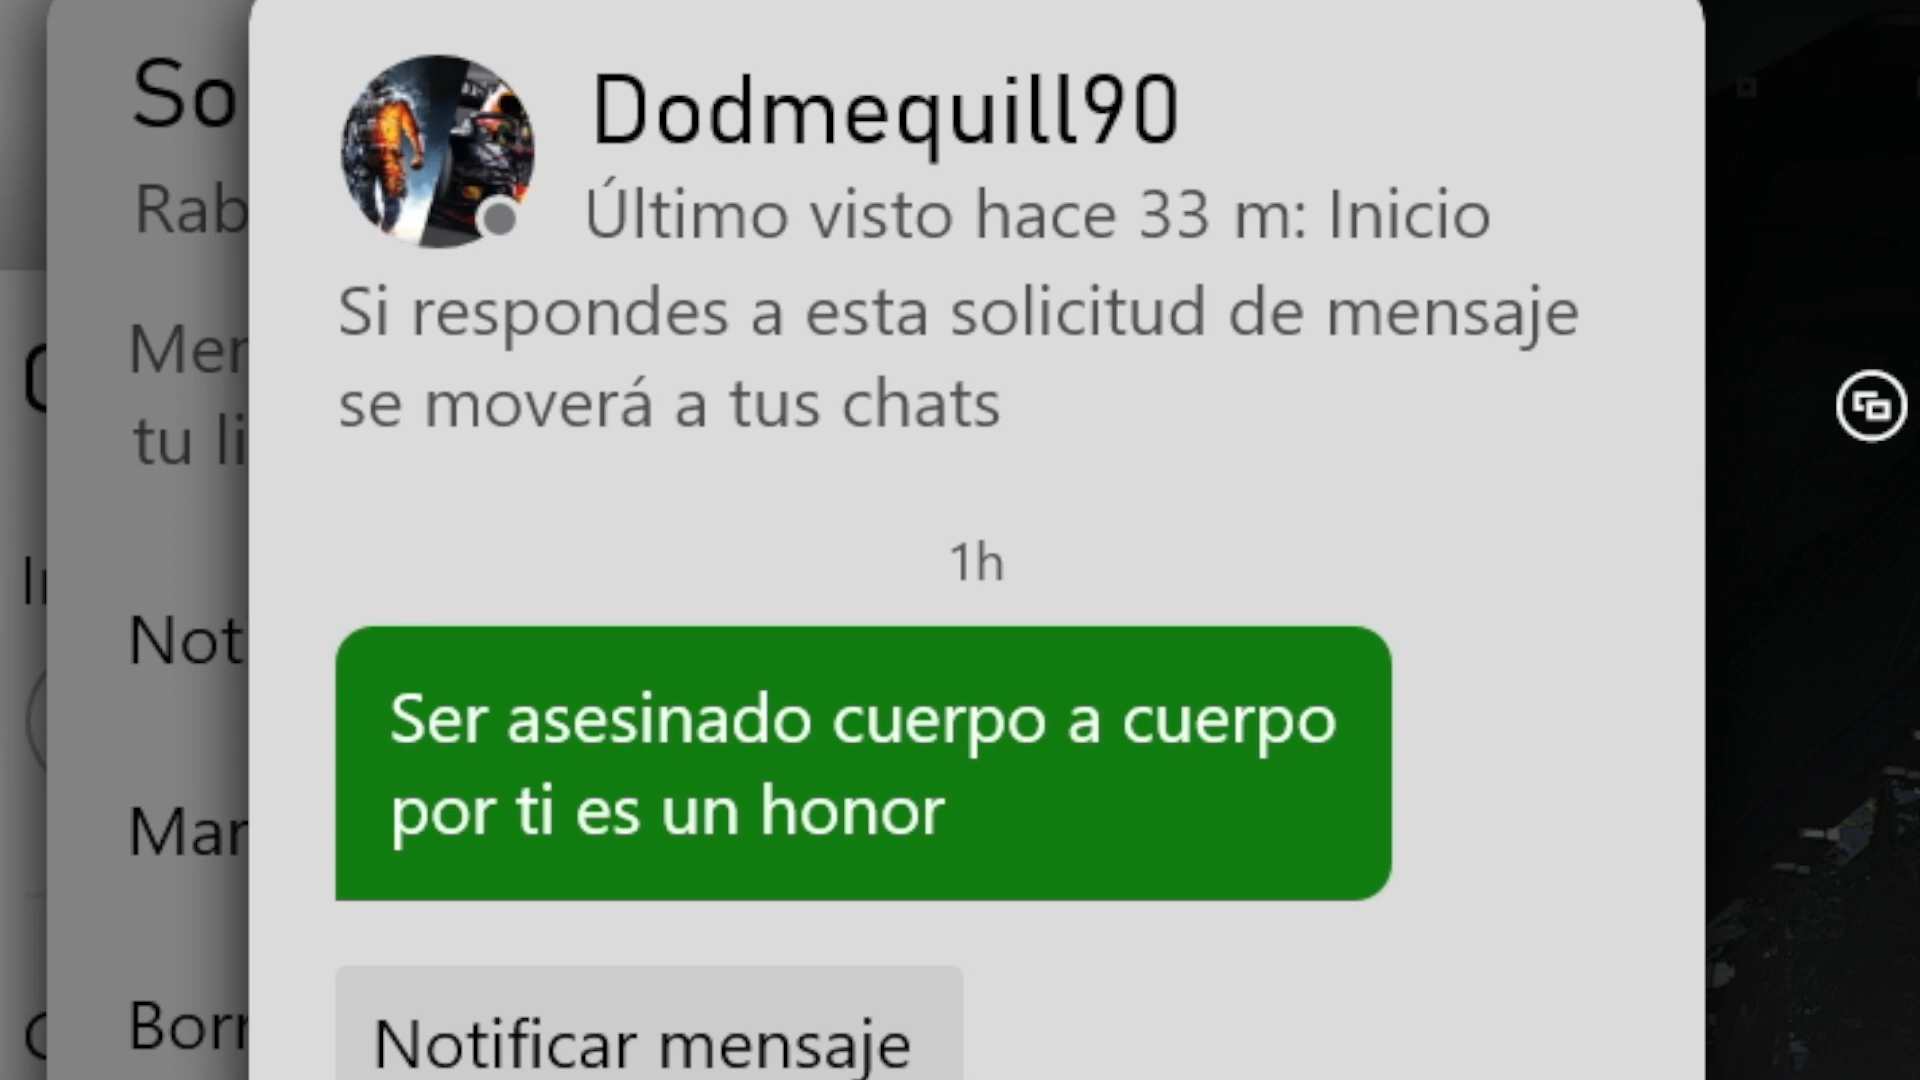 So
Rab
Mer
tu li
Not
Mar
Borr
Dodmequill90
Último visto hace 33 m: Inicio
Si respondes a esta solicitud de mensaje
se moverá a tus chats
1h
Ser asesinado cuerpo a cuerpo
por ti es un honor
Notificar mensaje